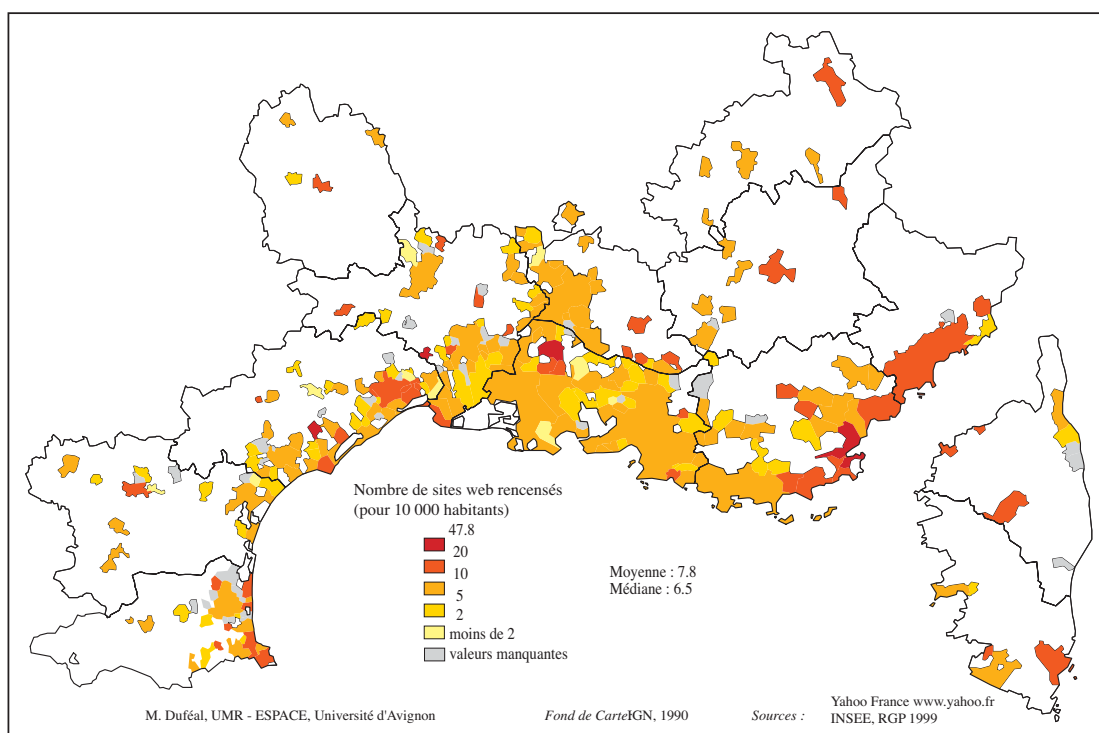 Nombre de sites web rencensés
(pour 10 000 habitants)
47.8
20
10
5
2
moins de 2
valeurs manquantes
Moyenne : 7.8
Médiane : 6.5
M. Duféal, UMR - ESPACE, Université d'Avignon
Fond de CarteIGN, 1990
Sources :
Yahoo France www.yahoo.fr
INSEE, RGP 1999